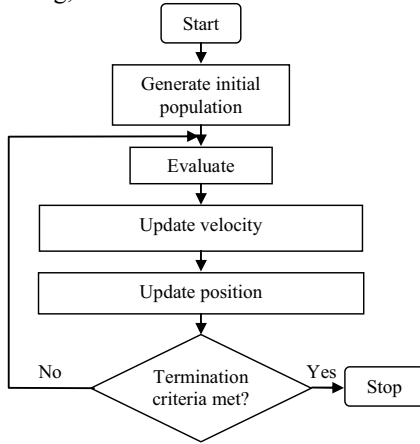 Start
Generate initial
population
Evaluate
Update velocity
Update position
No
Termination
criteria met?
Yes
Stop